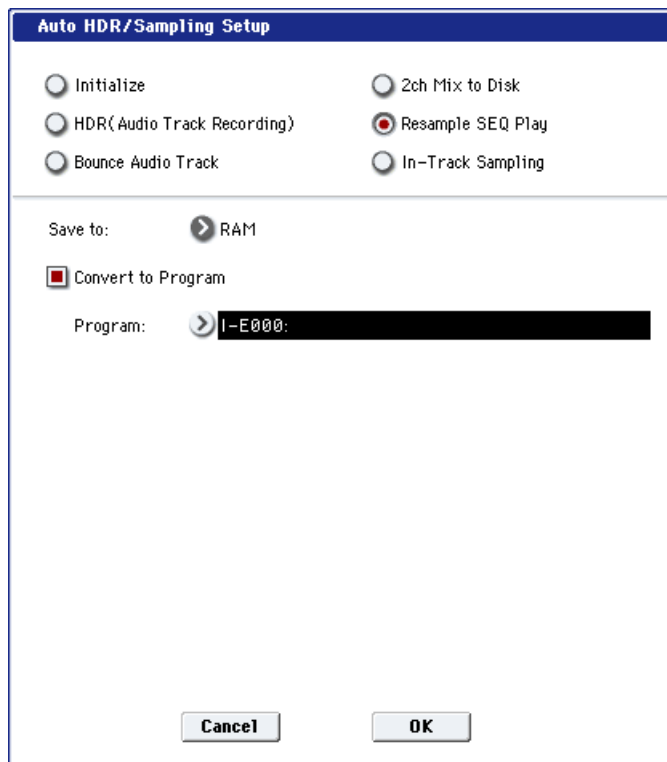 Auto HDR/Sampling Setup
Initialize
2ch Mix to Disk
HDR(Audio Track Recording)
Resample SEQ Play
Bounce Audio Track
In-Track Sampling
Save to: RAM
Convert to Program
Program: I-E000:
Cancel OK